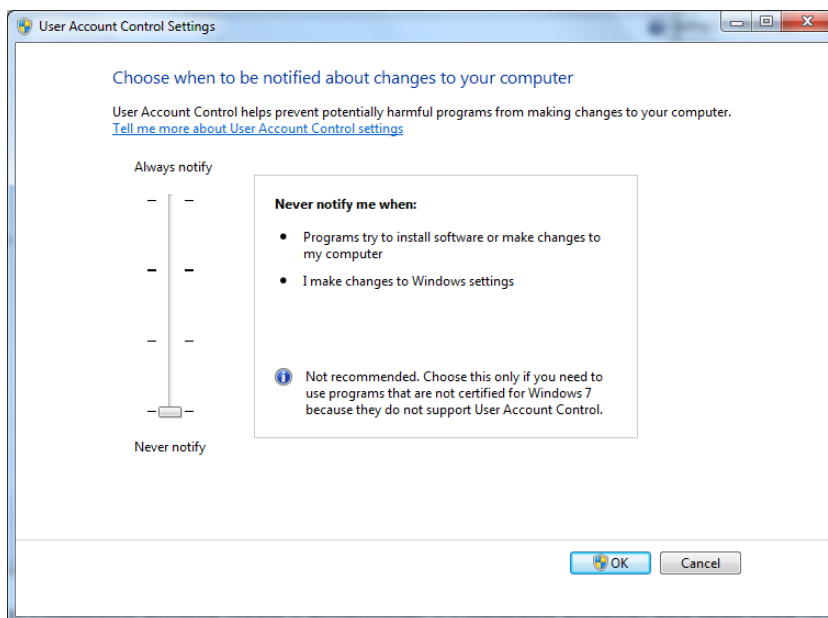 User Account Control Settings
Choose when to be notified about changes to your computer
User Account Control helps prevent potentially harmful programs from making changes to your computer.
Tell me more about User Account Control settings
Always notify
Never notify me when:
Programs try to install software or make changes to
my computer
I make changes to Windows settings
Not recommended. Choose this only if you need to
use programs that are not certified for Windows 7
because they do not support User Account Control.
Never notify
OK
Cancel